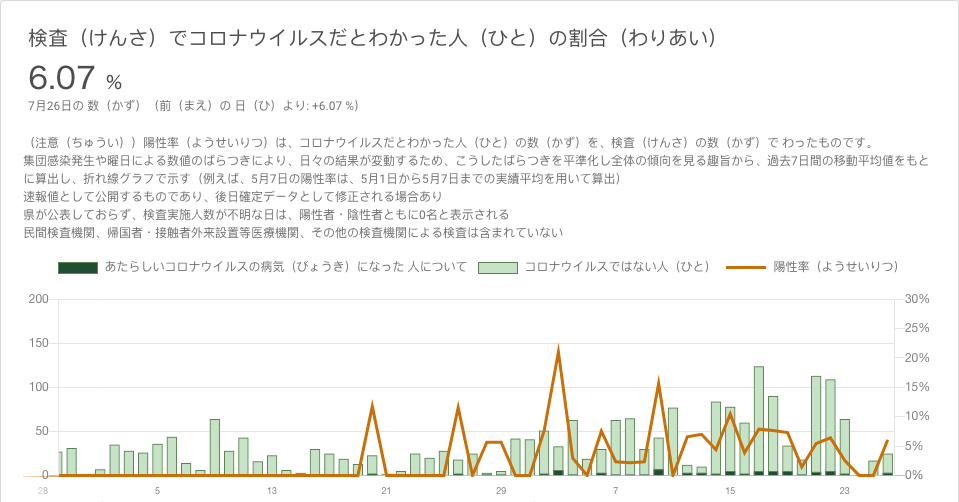 検査（けんさ）でコロナウイルスだとわかった人（ひと）の割合（わりあい）
6.07 %
7月26日の 数（かず）（前（まえ）の 日（ひ）より: +6.07 %）
（注意（ちゅうい））陽性率（ようせいりつ）は、コロナウイルスだとわかった人（ひと）の数（かず）を、検査（けんさ）の数（かず）で わったものです。
集団感染発生や曜日による数値のばらつきにより、日々の結果が変動するため、こうしたばらつきを平準化し全体の傾向を見る趣旨から、過去7日間の移動平均値をもと
に算出し、折れ線グラフで示す（例えば、5月7日の陽性率は、5月1日から5月7日までの実績平均を用いて算出）
速報値として公開するものであり、後日確定データとして修正される場合あり
県が公表しておらず、検査実施人数が不明な日は、陽性者・陰性者ともに0名と表示される
民間検査機関、帰国者・接触者外来設置等医療機関、その他の検査機関による検査は含まれていない
あたらしいコロナウイルスの病気（びょうき）になった 人について コロナウイルスではない人（ひと） 陽性率（ようせいりつ）
200 30%
25%
150 20%
100 15%
10%
50 5%
0 0%
28 5 13 21 29 7 15 23